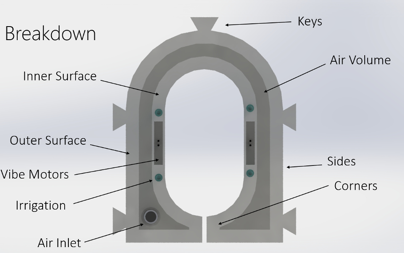 Breakdown
Keys
Air Volume
Inner Surface
Outer Surface
Vibe Motors
Irrigation
Air Inlet
Sides
Corners